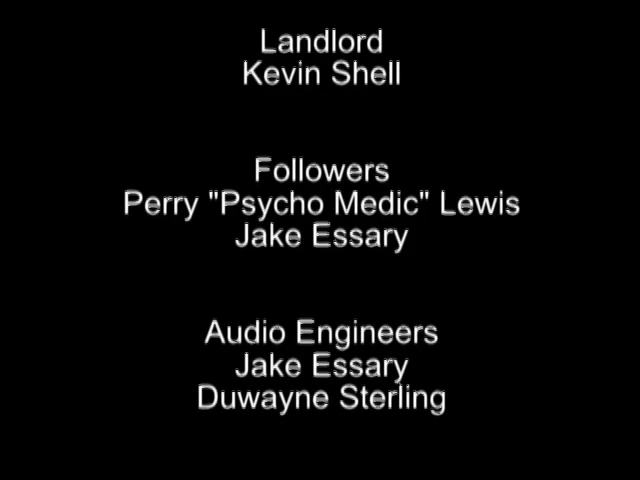 Landlord
Kevin Shell
Followers
Perry "Psycho Medic" Lewis
Jake Essary
Audio Engineers
Jake Essary
Duwayne Sterling